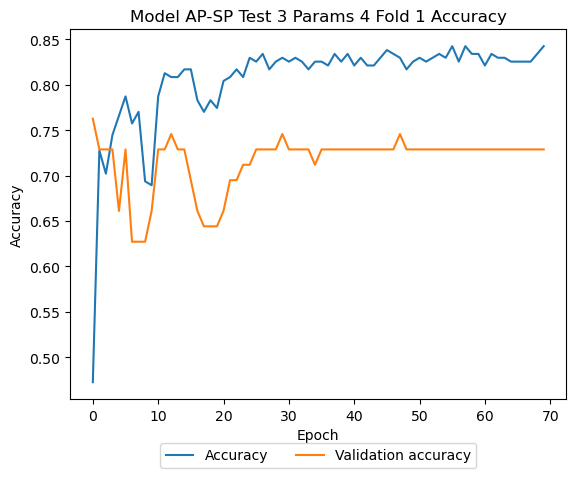 Model AP-SP Test 3 Params 4 Fold 1 Accuracy
0.85
0.80
0.75
0.70
0.65
0.60
0.55
0.50
Accuracy
0 10 20 30 40 50 60 70
Epoch
Accuracy Validation accuracy